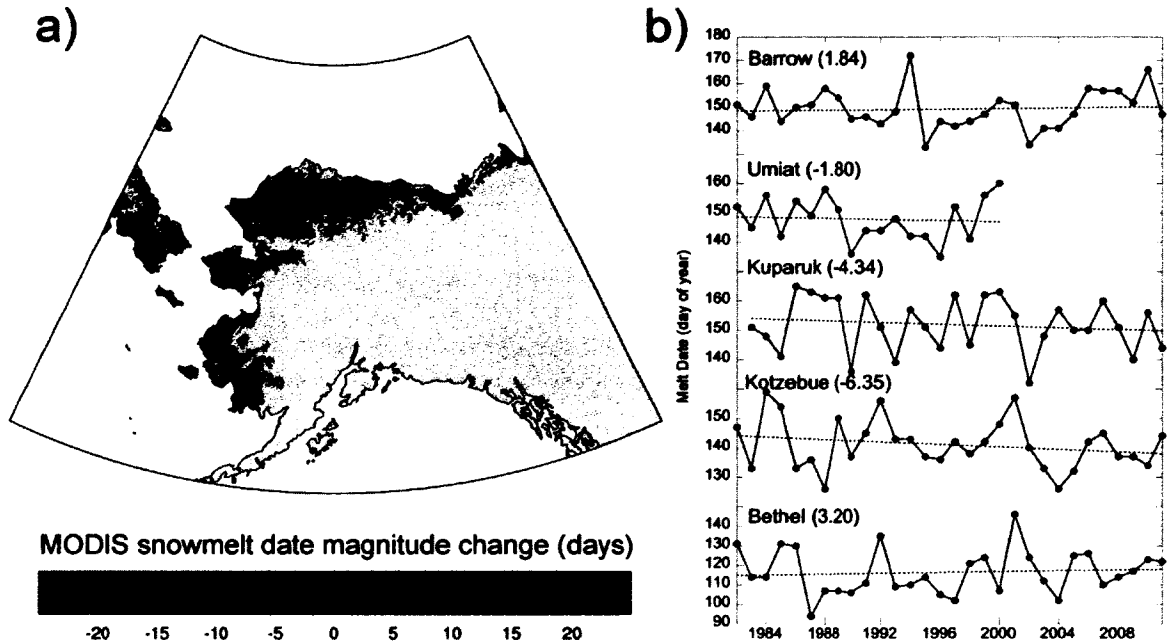 a)
MODIS snowmelt date magnitude change (days)
-20 -15 -10 -5 0 5 10 15 20
b)
Melt Date (day of year)
180
170
160
150
140
Barrow (1.84)
160
150
140
Umiat (-1.80)
160
150
140
Kuparuk (-4.34)
150
140
130
Kotzebue (-6.35)
140
130
120
110
100
90
Bethel (3.20)
1984 1988 1992 1996 2000 2004 2008